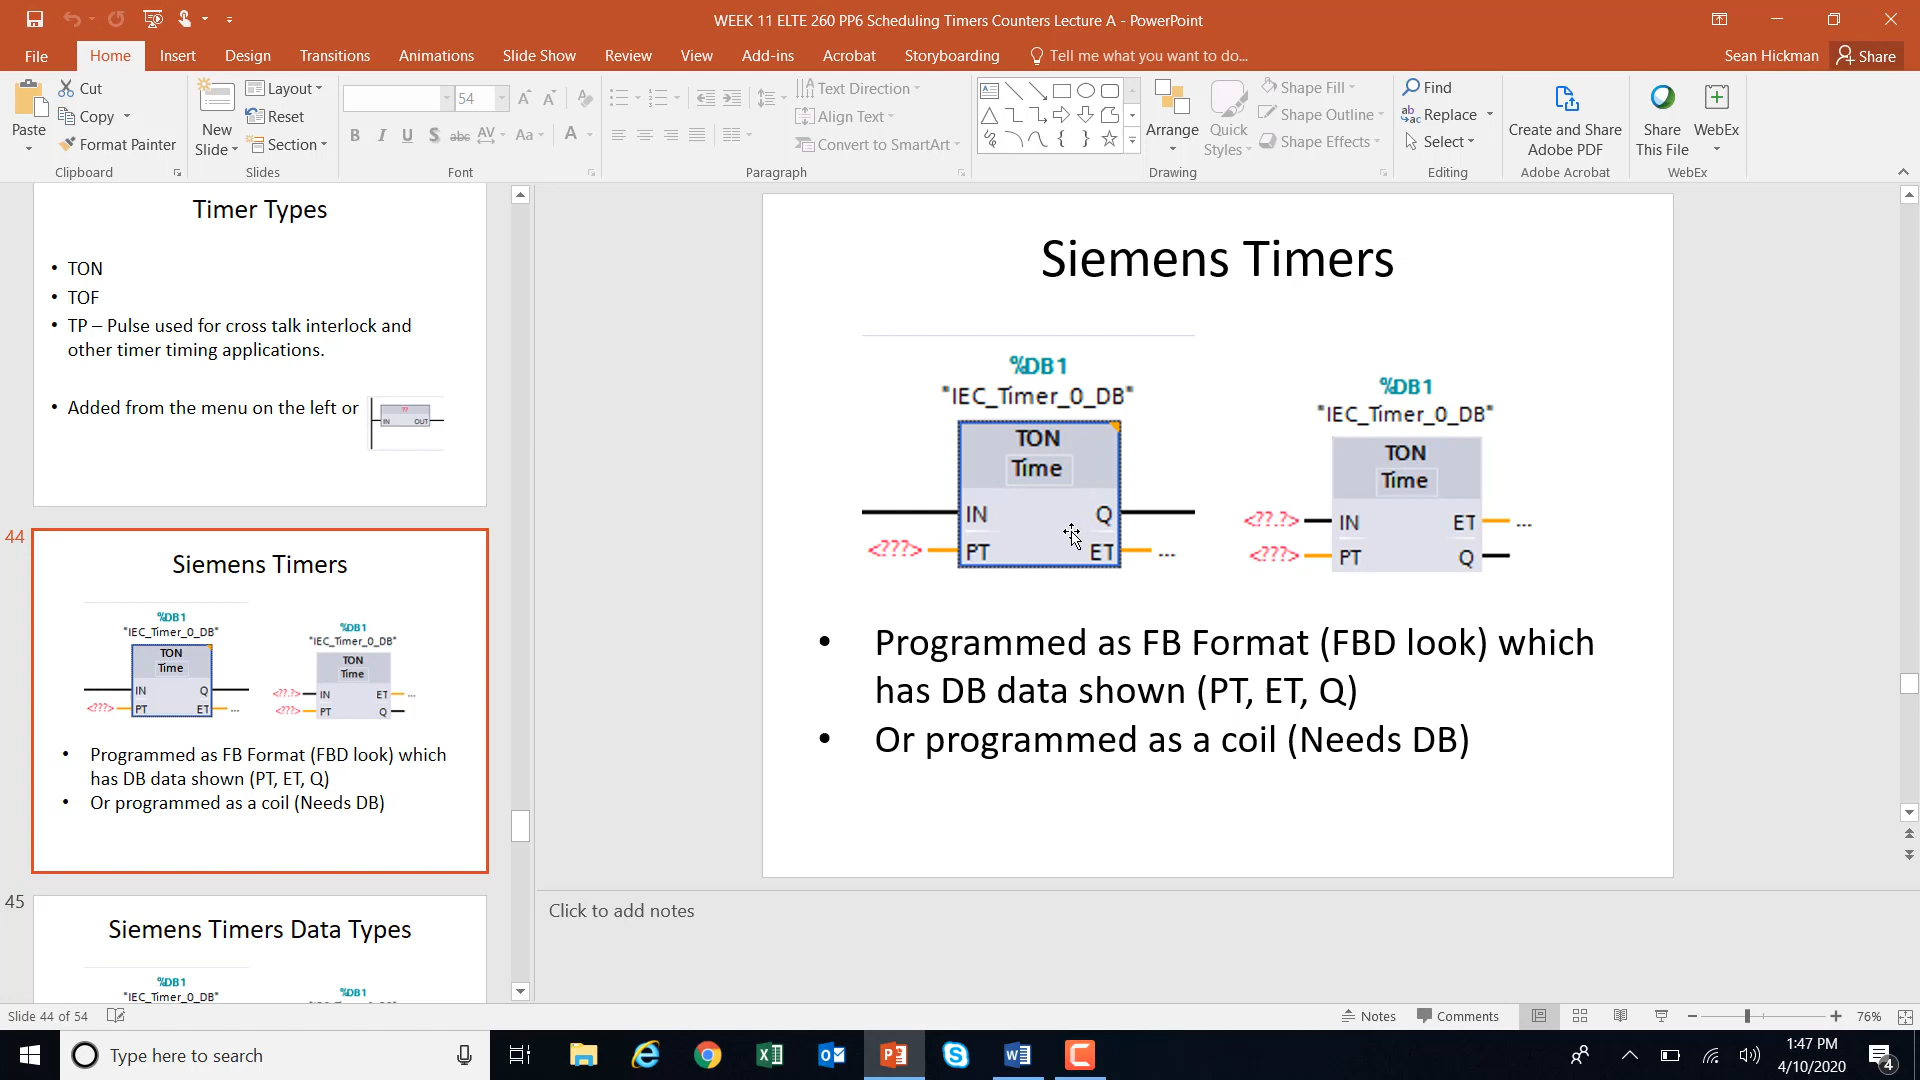 WEEK 11 ELTE 260 PP6 Scheduling Timers Counters Lecture A - PowerPoint
File Home Insert Design Transitions Animations Slide Show Review View Add-ins Acrobat Storyboarding Tell me what you want to do... Sean Hickman Share
Paste
Cut
Copy
Format Painter
Clipboard
New Slide
Layout
Reset
Section
Slides
54
Font
Text Direction
Align Text
Convert to SmartArt
Paragraph
Arrange
Quick Styles
Shape Fill
Shape Outline
Shape Effects
Drawing
Find
Replace
Select
Editing
Create and Share Adobe PDF
Adobe Acrobat
Share This File
WebEx
WebEx
Timer Types
• TON
• TOF
• TP – Pulse used for cross talk interlock and
other timer timing applications.
• Added from the menu on the left or
??
IN OUT
44
Siemens Timers
%DB1
"IEC_Timer_0_DB"
TON
Time
IN Q
<???> PT ET ...
%DB1
"IEC_Timer_0_DB"
TON
Time
<??.?> IN ET ...
<???> PT Q
• Programmed as FB Format (FBD look) which
has DB data shown (PT, ET, Q)
• Or programmed as a coil (Needs DB)
45
Siemens Timers Data Types
%DB1
"IEC_Timer_0_DB"
%DB1
Siemens Timers
%DB1
"IEC_Timer_0_DB"
TON
Time
IN Q
<???> PT ET ...
%DB1
"IEC_Timer_0_DB"
TON
Time
<??.?> IN ET ...
<???> PT Q
• Programmed as FB Format (FBD look) which
has DB data shown (PT, ET, Q)
• Or programmed as a coil (Needs DB)
Click to add notes
Slide 44 of 54
Notes Comments 76%
Type here to search
1:47 PM
4/10/2020
4